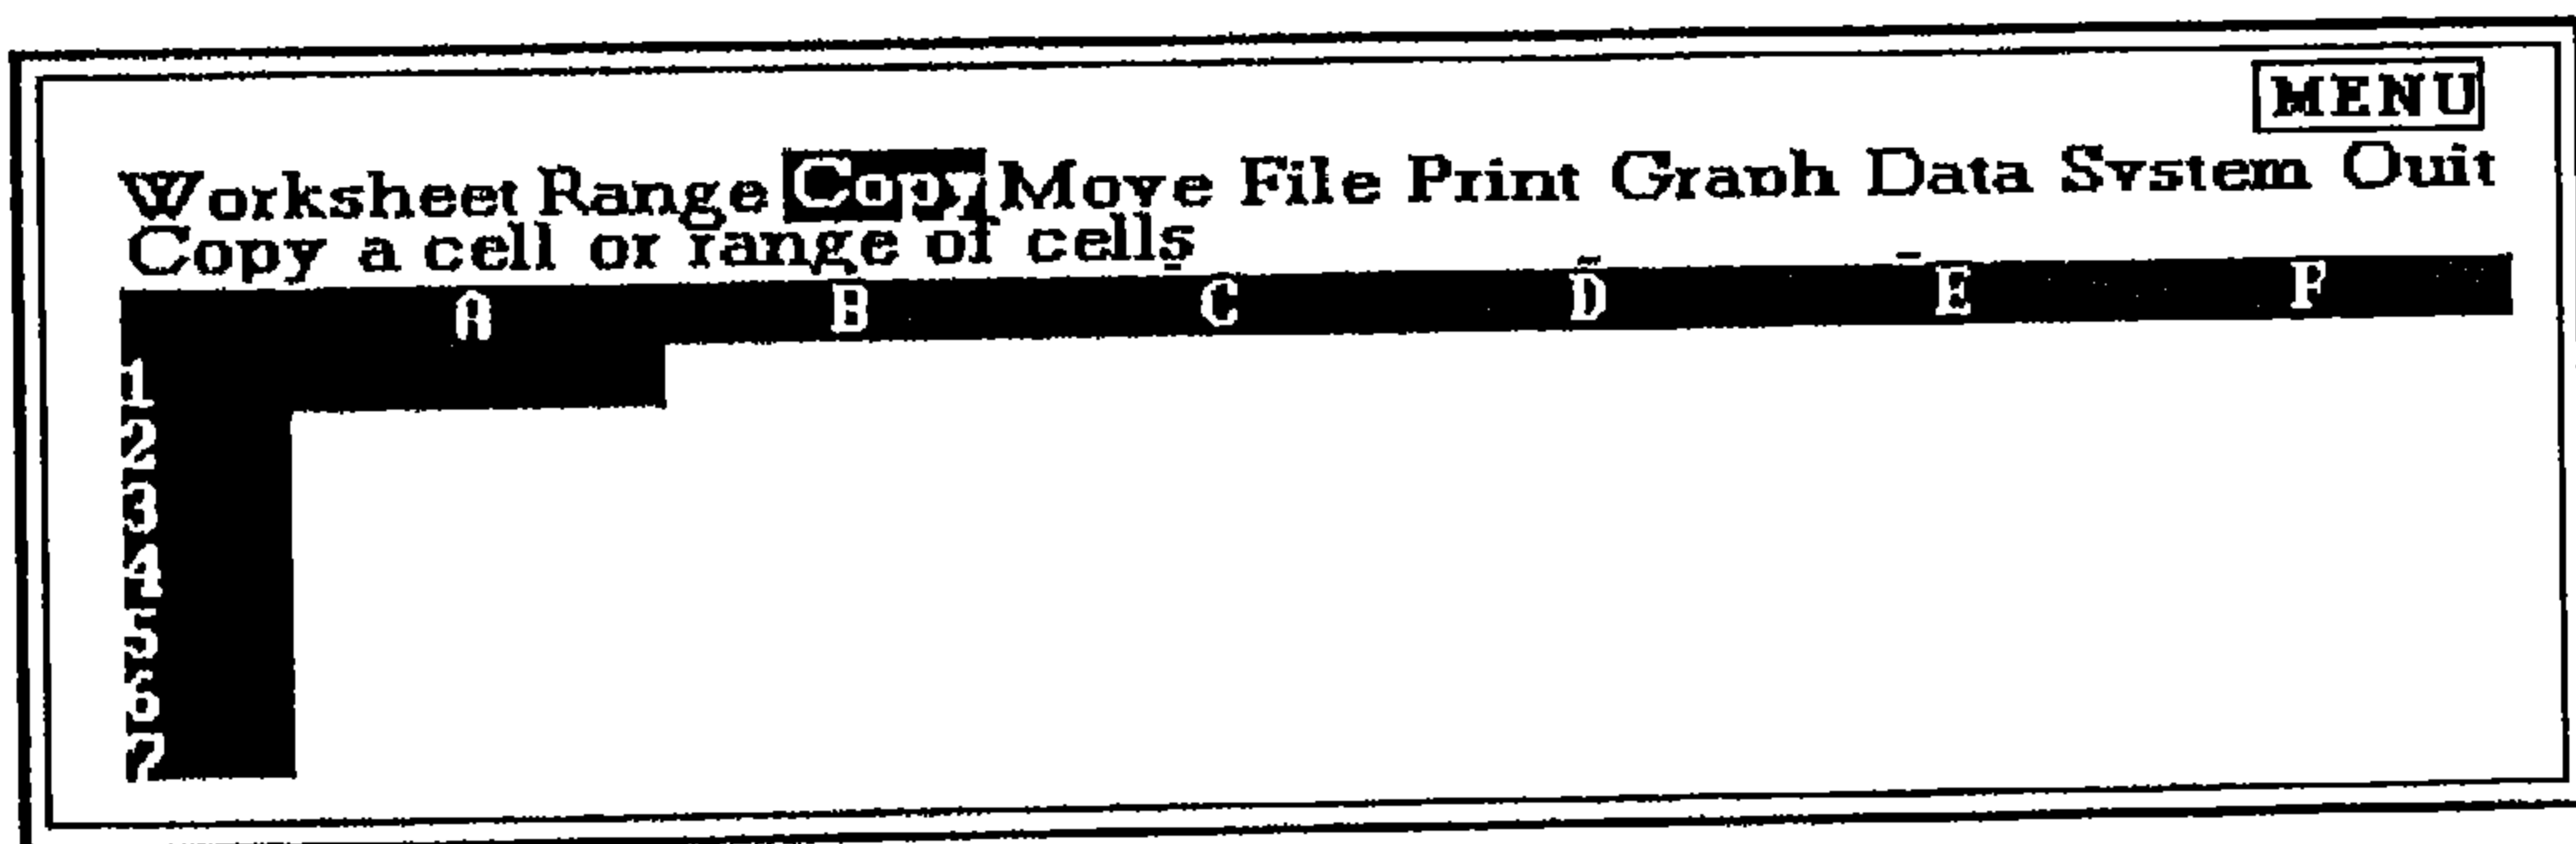 MENU
Worksheet Range Copy Move File Print Graph Data System Quit
Copy a cell or range of cells
A B C D E F
1
2
3
4
5
6
7